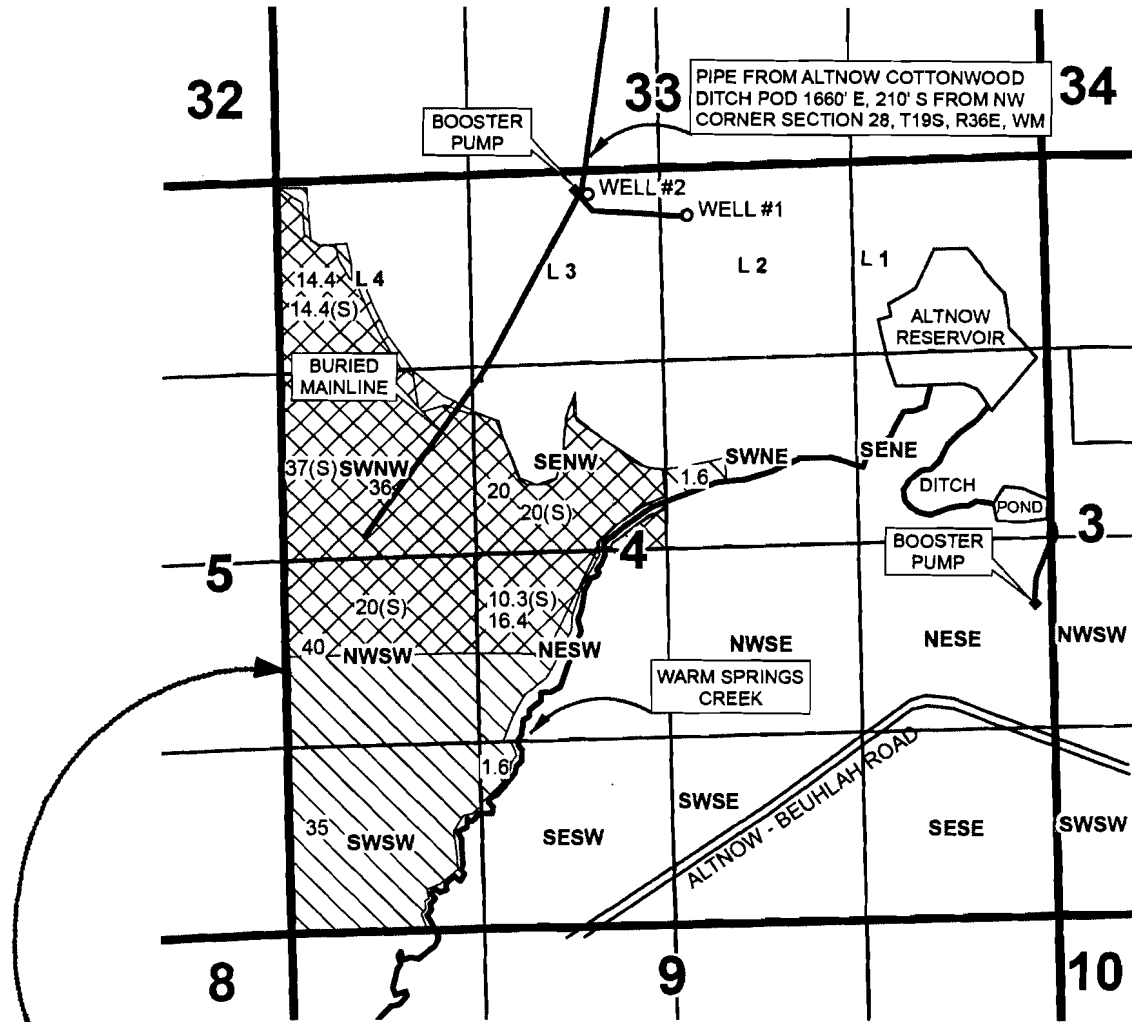 32
33
34
PIPE FROM ALTNOW COTTONWOOD
DITCH POD 1660' E, 210' S FROM NW
CORNER SECTION 28, T19S, R36E, WM
BOOSTER
PUMP
WELL #2
WELL #1
L 4
L 3
L 2
L 1
14.4
14.4(S)
ALTNOW
RESERVOIR
BURIED
MAINLINE
37(S)
SWNW
36
SENW
20
20(S)
SWNE
1.6
SENE
DITCH
POND
5
4
3
BOOSTER
PUMP
20(S)
10.3(S)
16.4
40
NWSW
NESW
NWSE
NESE
NWSW
WARM SPRINGS
CREEK
1.6
35
SWSW
SESW
SWSE
ALTNOW - BEUHLAH ROAD
SESE
SWSW
8
9
10